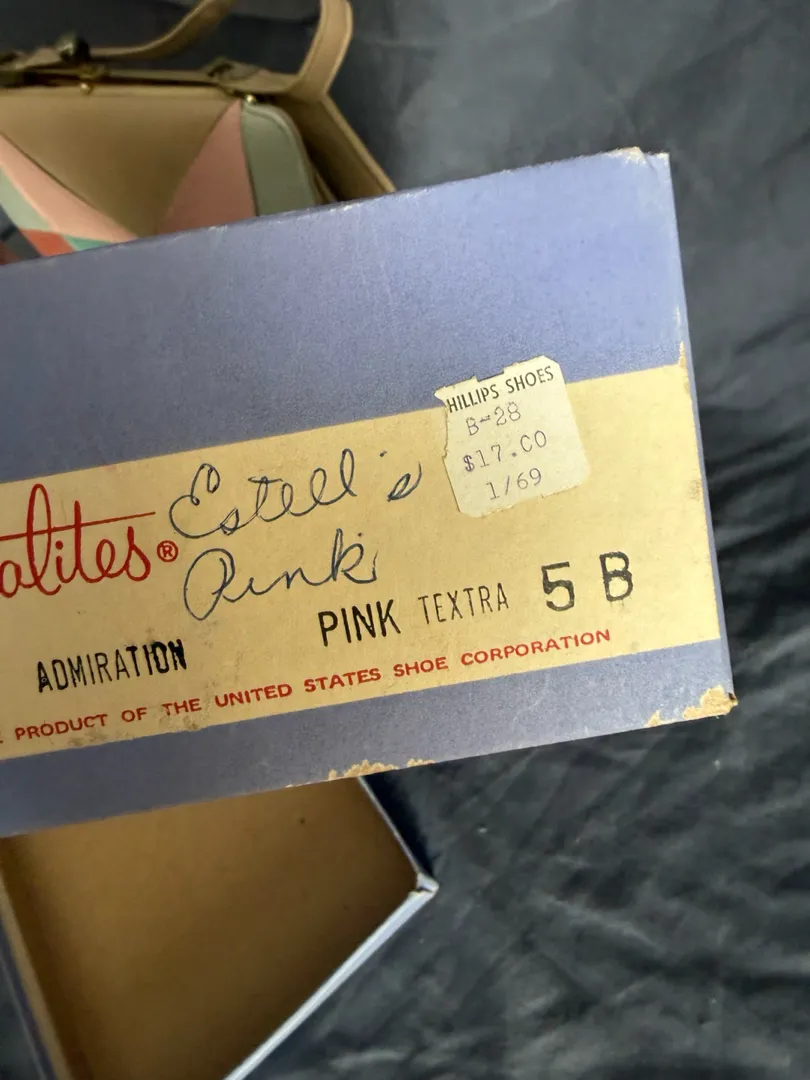 HILLIPS SHOES
B-28
$17.00
1/69
alites®
Estell's
Pink
ADMIRATION
PINK TEXTRA 5 B
PRODUCT OF THE UNITED STATES SHOE CORPORATION